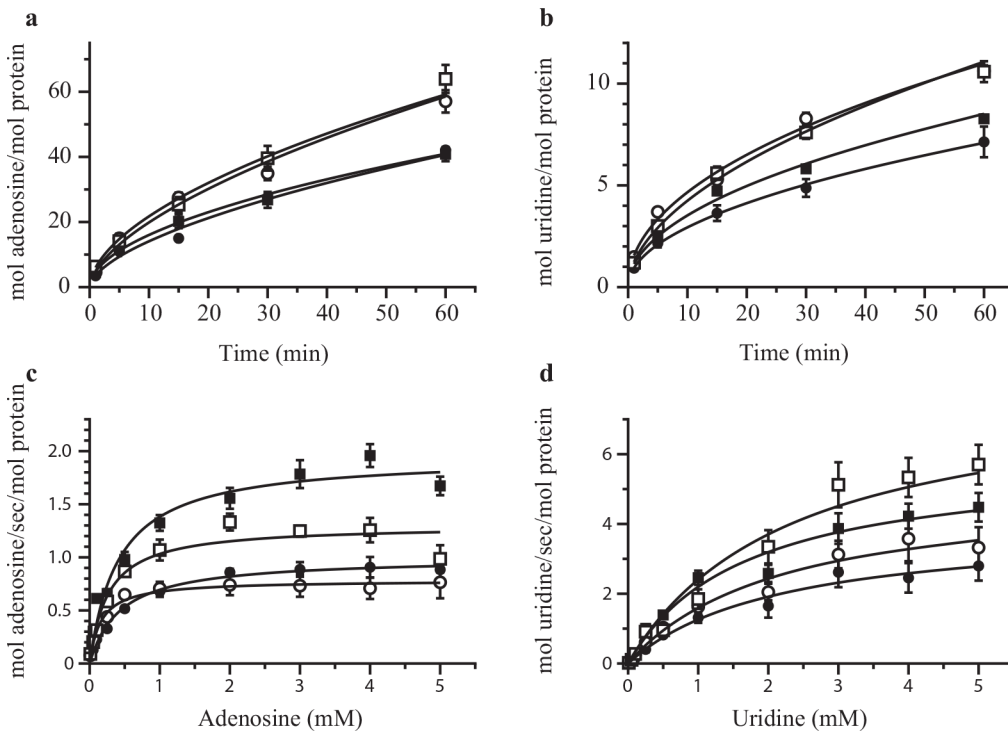 a
mol adenosine/mol protein
60
40
20
0
0 10 20 30 40 50 60
Time (min)
b
mol uridine/mol protein
10
5
0
0 10 20 30 40 50 60
Time (min)
c
mol adenosine/sec/mol protein
2.0
1.5
1.0
0.5
0
0 1 2 3 4 5
Adenosine (mM)
d
mol uridine/sec/mol protein
6
4
2
0
0 1 2 3 4 5
Uridine (mM)